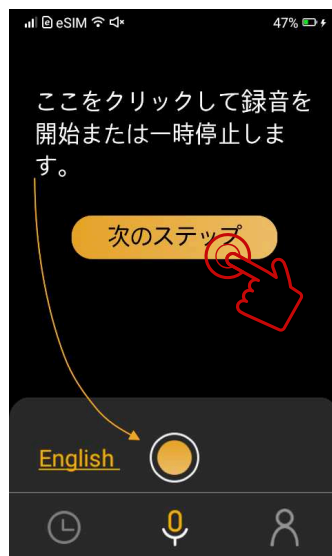 eSIM 47%
ここをクリックして録音を
開始または一時停止しま
す。
次のステップ
English